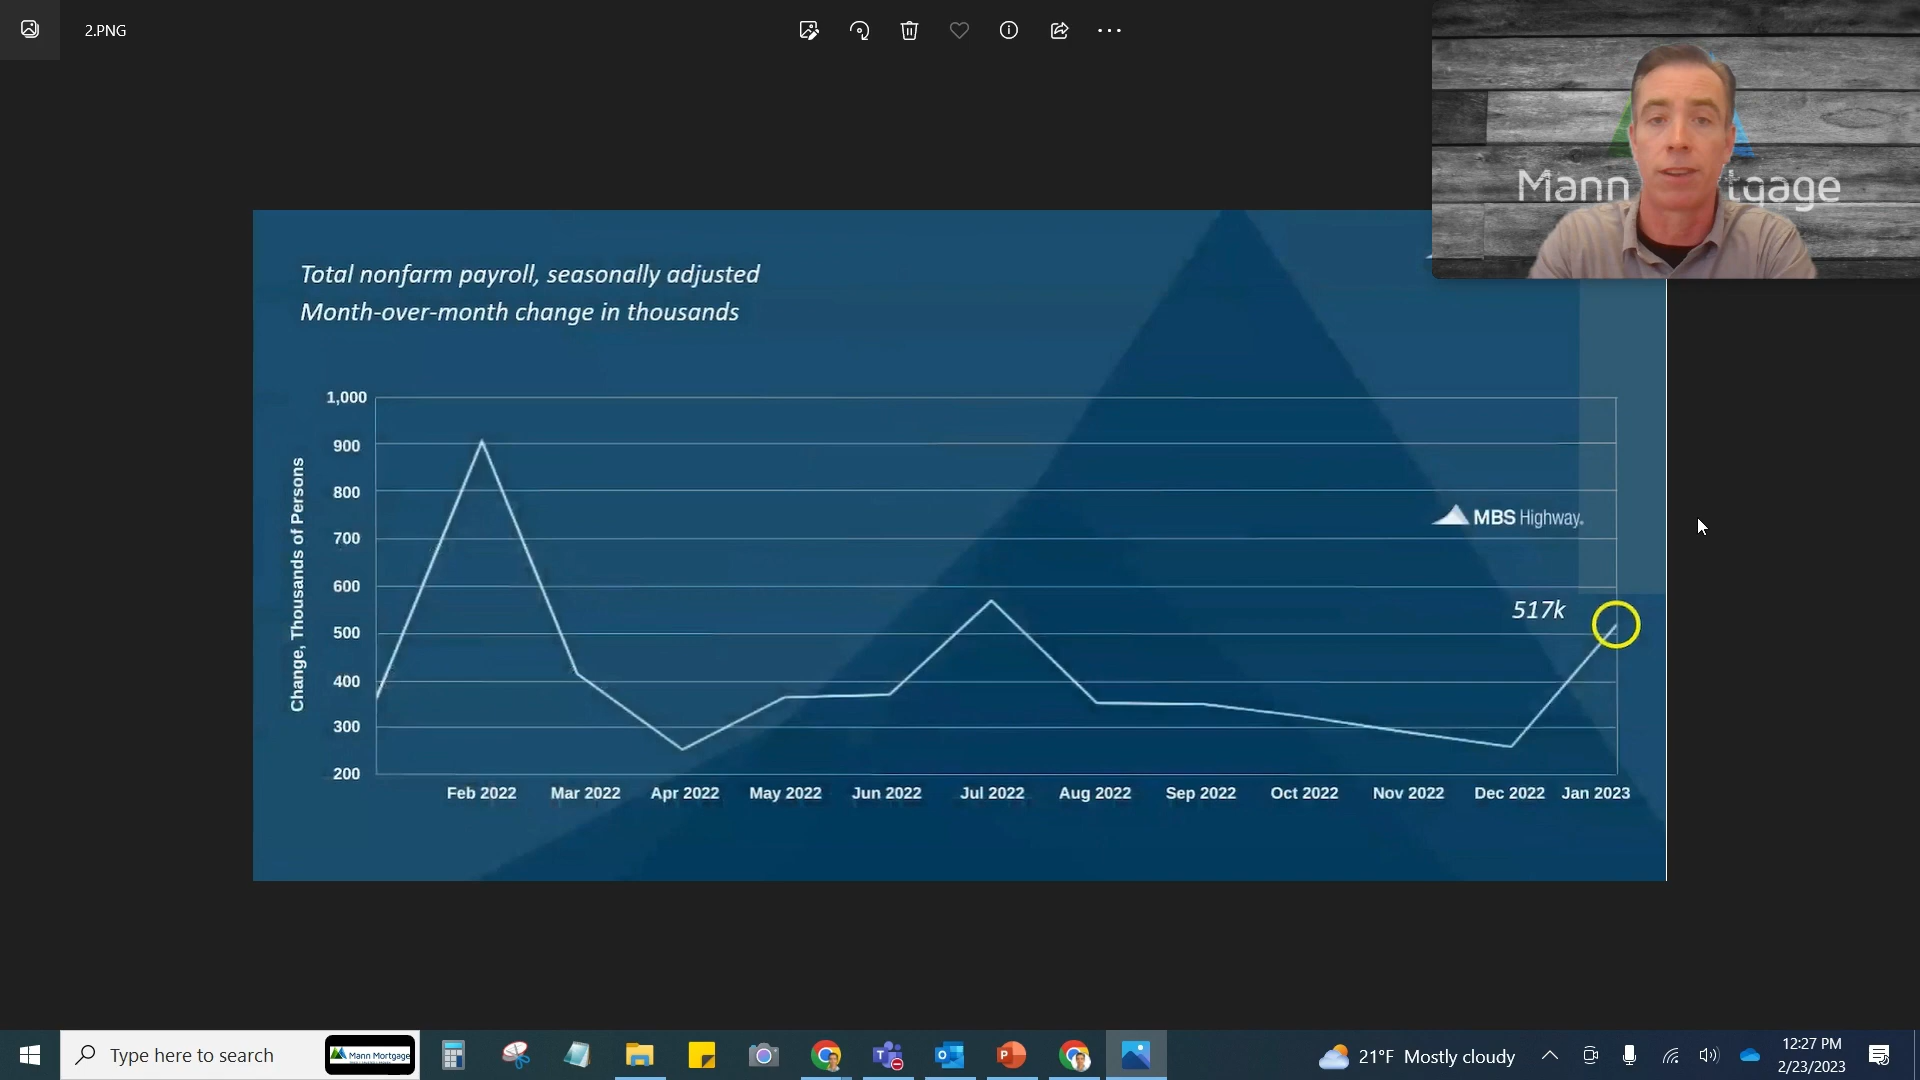 2.PNG
Mann
tgage
Total nonfarm payroll, seasonally adjusted
Month-over-month change in thousands
Change, Thousands of Persons
1,000
900
800
700
600
500
400
300
200
MBS Highway.
517k
Feb 2022 Mar 2022 Apr 2022 May 2022 Jun 2022 Jul 2022 Aug 2022 Sep 2022 Oct 2022 Nov 2022 Dec 2022 Jan 2023
Type here to search
Mann Mortgage
21°F Mostly cloudy
12:27 PM
2/23/2023